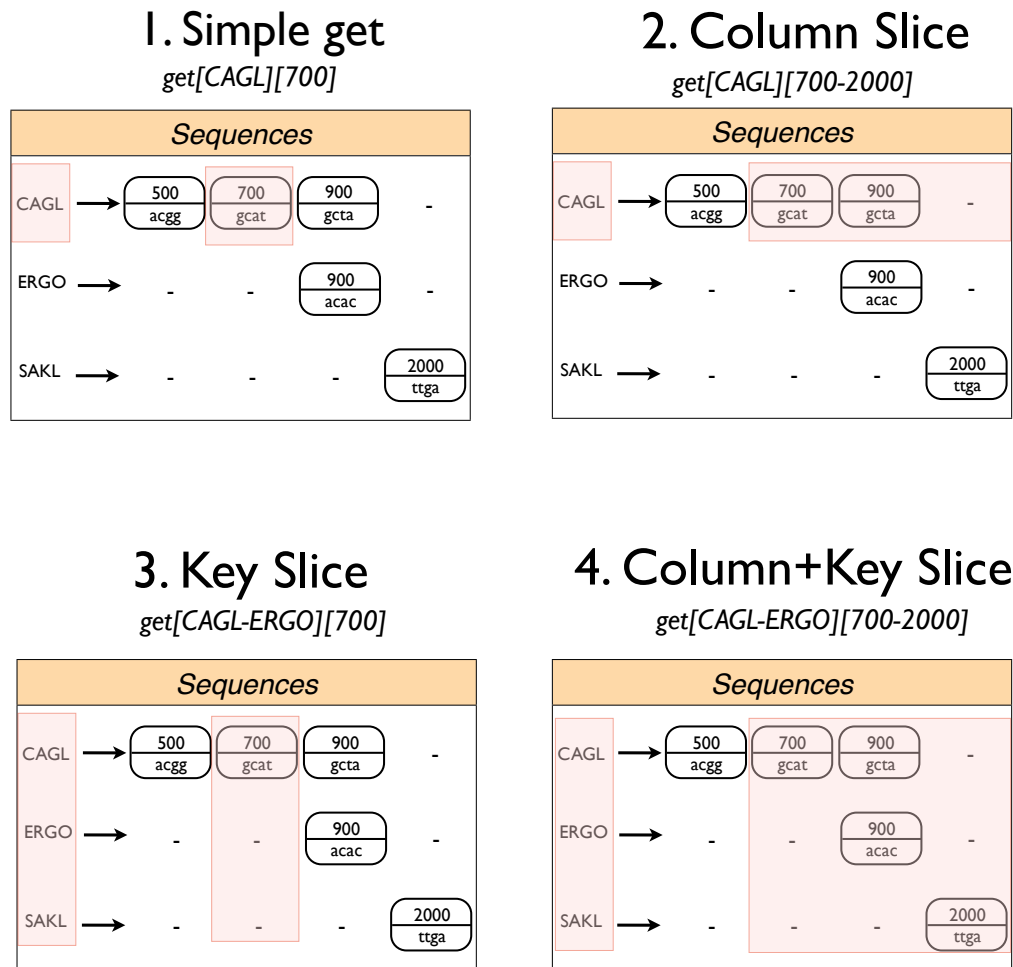 1. Simple get
get[CAGL][700]
Sequences
CAGL 500 700 900 -
acgg gcat gcta
ERGO - - 900 -
acac
SAKL - - - 2000
ttga
2. Column Slice
get[CAGL][700-2000]
Sequences
CAGL 500 700 900 -
acgg gcat gcta
ERGO - - 900 -
acac
SAKL - - - 2000
ttga
3. Key Slice
get[CAGL-ERGO][700]
Sequences
CAGL 500 700 900 -
acgg gcat gcta
ERGO - - 900 -
acac
SAKL - - - 2000
ttga
4. Column+Key Slice
get[CAGL-ERGO][700-2000]
Sequences
CAGL 500 700 900 -
acgg gcat gcta
ERGO - - 900 -
acac
SAKL - - - 2000
ttga